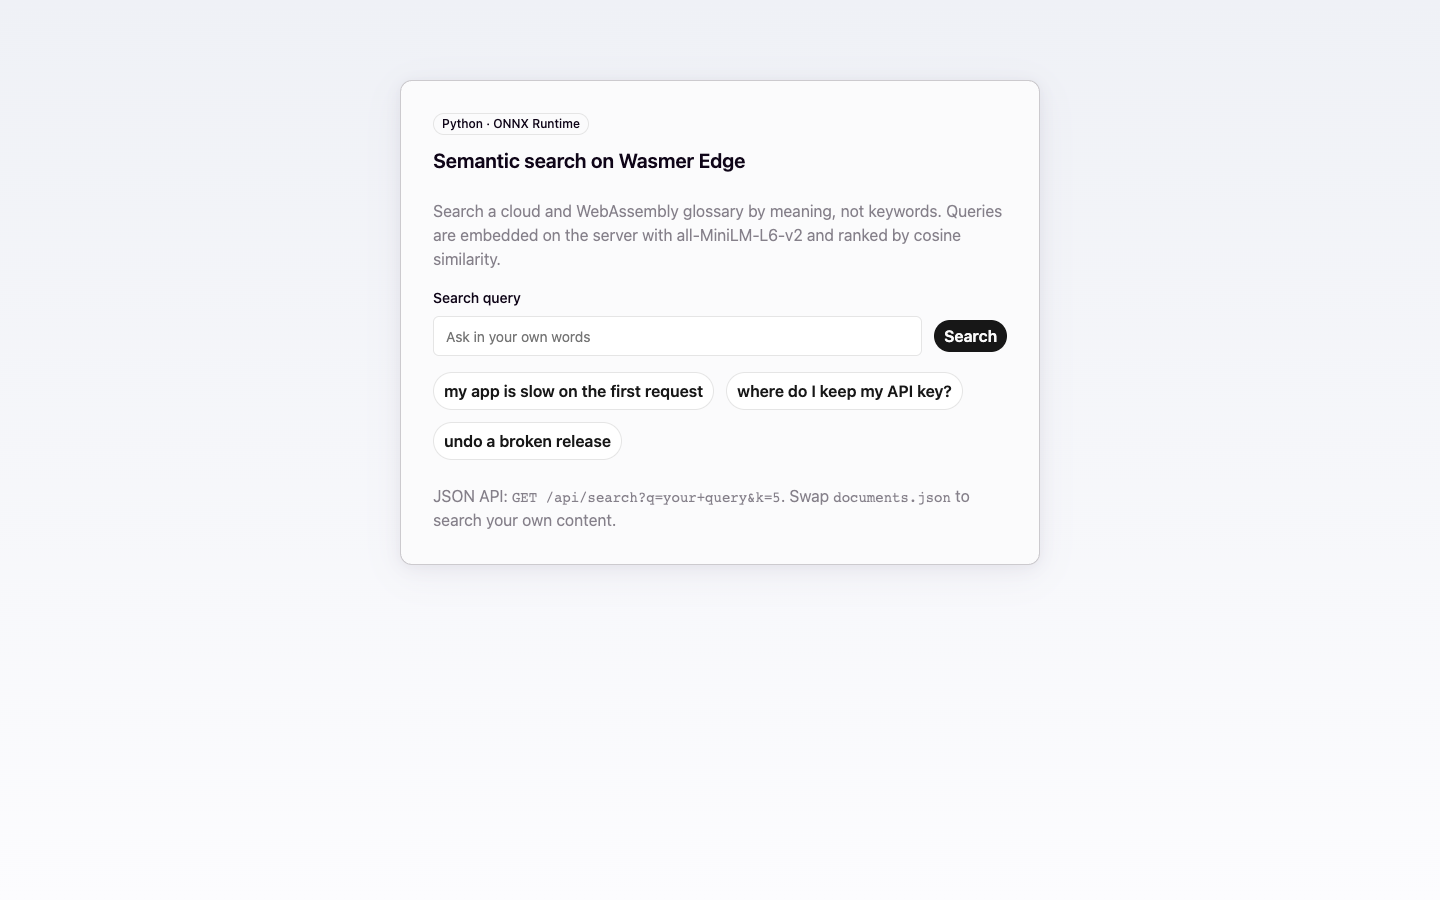 Python · ONNX Runtime
Semantic search on Wasmer Edge
Search a cloud and WebAssembly glossary by meaning, not keywords. Queries
are embedded on the server with all-MiniLM-L6-v2 and ranked by cosine
similarity.
Search query
Ask in your own words
Search
my app is slow on the first request
where do I keep my API key?
undo a broken release
JSON API: GET /api/search?q=your+query&k=5. Swap documents.json to
search your own content.